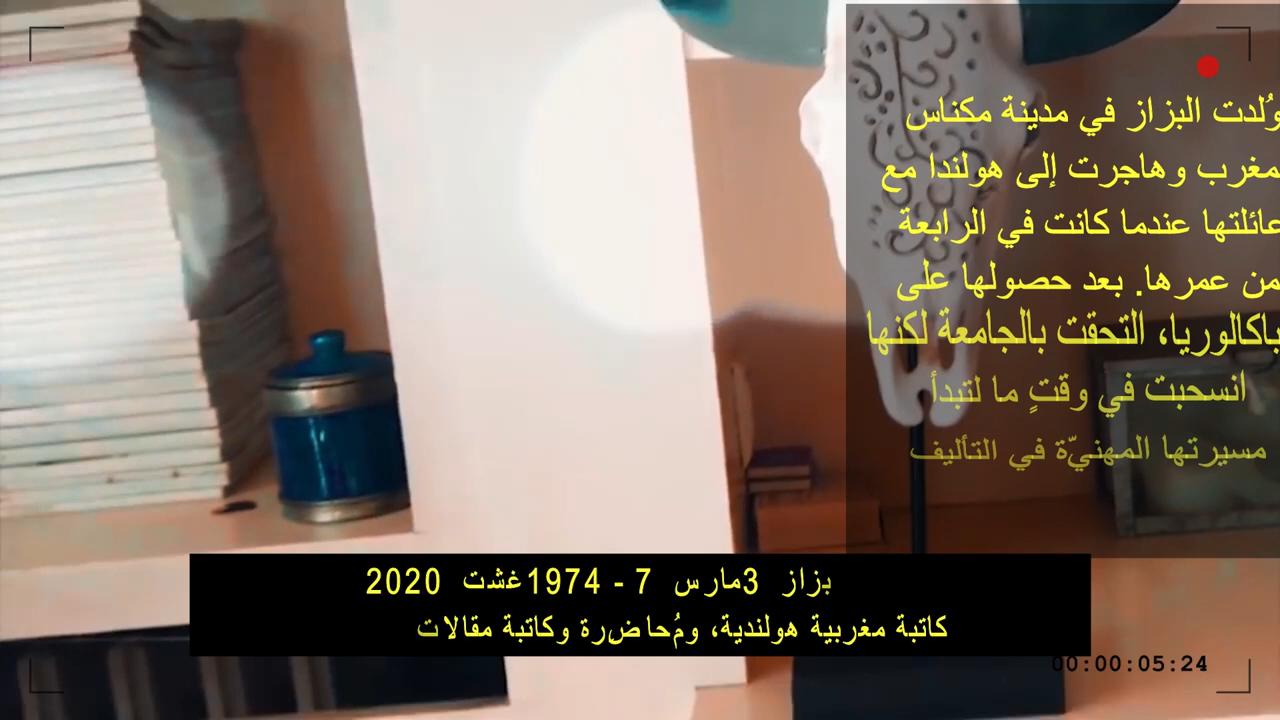 وُلدت البزاز في مدينة مكناس
مغرب وهاجرت إلى هولندا مع
عائلتها عندما كانت في الرابعة
من عمرها. بعد حصولها على
باكالوريا، التحقت بالجامعة لكنها
انسحبت في وقتٍ ما لتبدأ
مسيرتها المهنيّة في التأليف
بزاز 3مارس 1974 - 7 غشت 2020
كاتبة مغربية هولندية، ومُحاضِرة وكاتبة مقالات
00:00:05:24